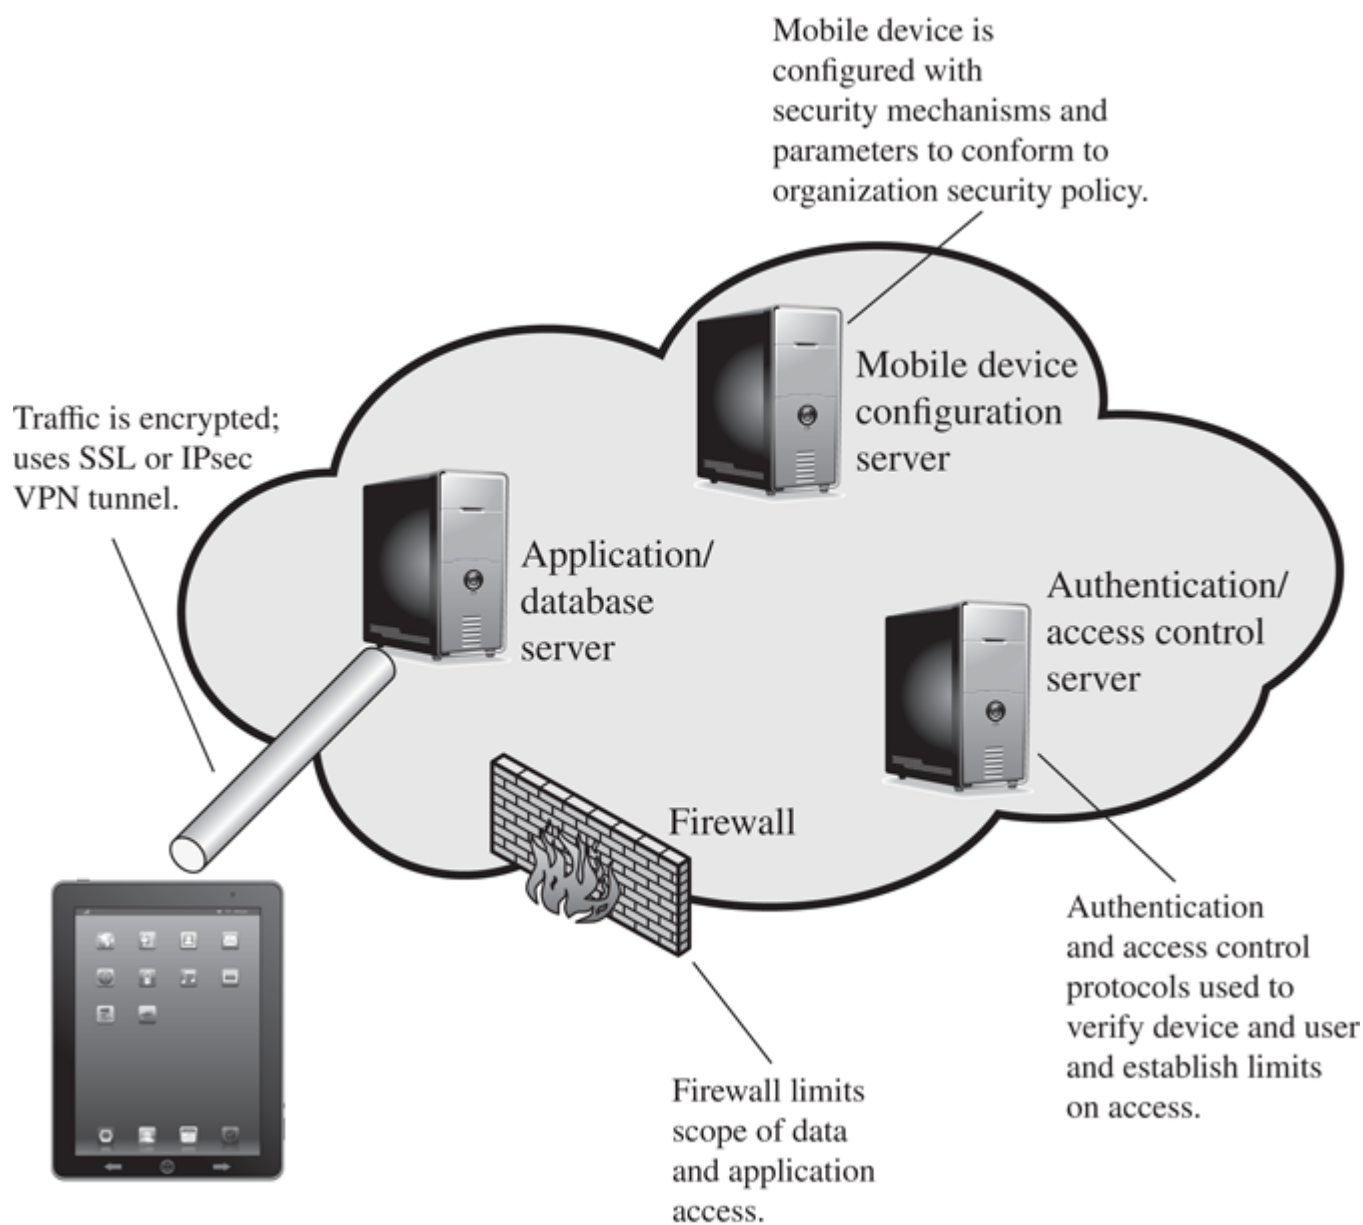 Mobile device is
configured with
security mechanisms and
parameters to conform to
organization security policy.
Mobile device
configuration
server
Traffic is encrypted;
uses SSL or IPsec
VPN tunnel.
Application/
database
server
Authentication/
access control
server
Firewall
Authentication
and access control
protocols used to
verify device and user
and establish limits
on access.
Firewall limits
scope of data
and application
access.